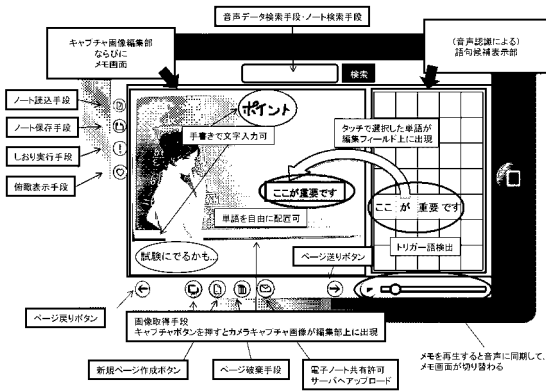 音声データ検索手段・ノート検索手段
キャプチャ画像編集部
ならびに
メモ画面
(音声認識による)
語句候補表示部
検索
ノート読込手段
ノート保存手段
しおり実行手段
俯瞰表示手段
ポイント
手書きで文字入力可
タッチで選択した単語が
編集フィールド上に出現
ここが重要です
単語を自由に配置可
ここ が 重要 です
トリガー語検出
試験にでるかも...
ページ送りボタン
ページ戻りボタン
画像取得手段
キャプチャボタンを押すとカメラキャプチャ画像が編集部上に出現
新規ページ作成ボタン
ページ破棄手段
電子ノート共有許可
サーバへアップロード
メモを再生すると音声に同期して、
メモ画面が切り替わる